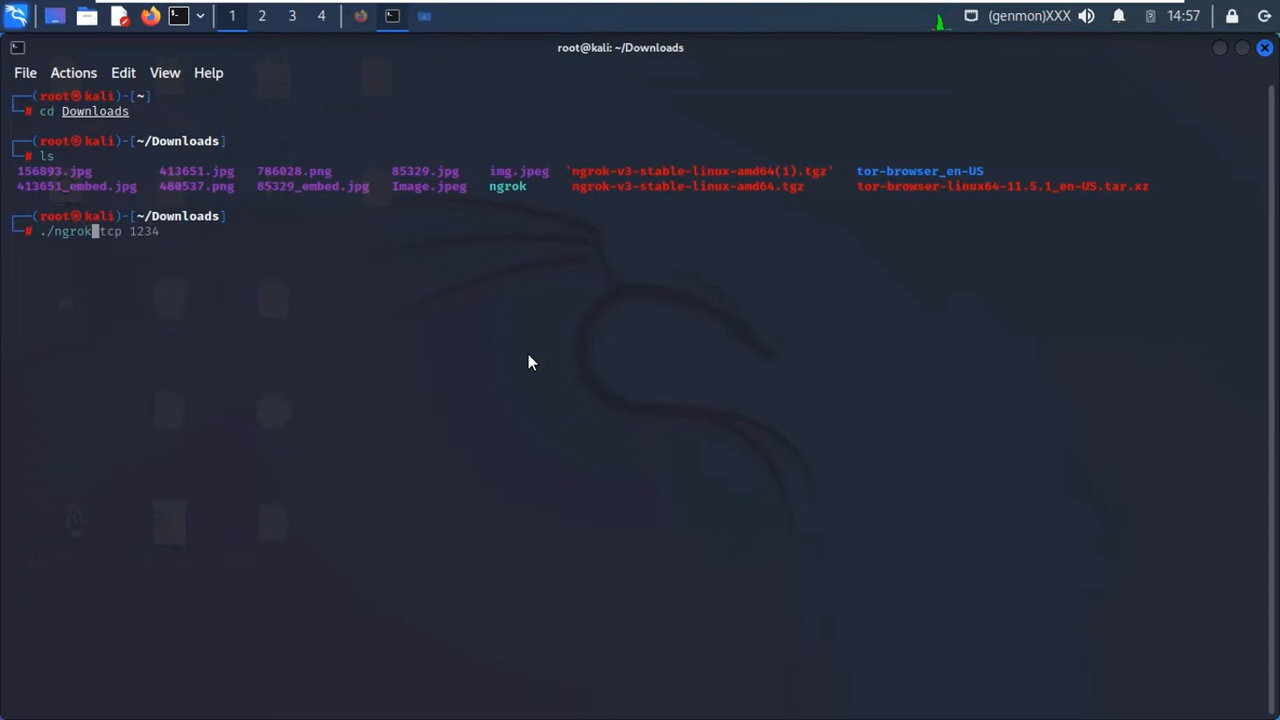 1 2 3 4 (genmon)XXX 14:57
root@kali: ~/Downloads
File Actions Edit View Help
┌──(root㉿kali)-[~]
└─# cd Downloads
┌──(root㉿kali)-[~/Downloads]
└─# ls
156893.jpg 413651.jpg 786028.png 85329.jpg img.jpeg 'ngrok-v3-stable-linux-amd64(1).tgz' tor-browser_en-US
413651_embed.jpg 480537.png 85329_embed.jpg Image.jpeg ngrok ngrok-v3-stable-linux-amd64.tgz tor-browser-linux64-11.5.1_en-US.tar.xz
┌──(root㉿kali)-[~/Downloads]
└─# ./ngrok tcp 1234